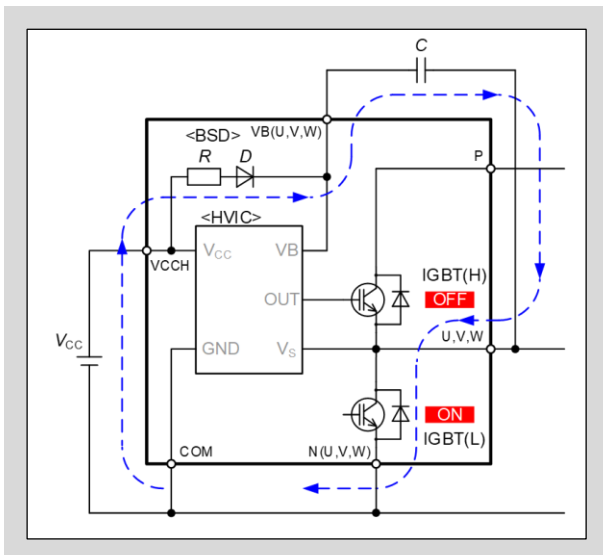 C
<BSD>
VB(U,V,W)
R
D
P
<HVIC>
VCC
VB
VCCH
IGBT(H)
OUT
OFF
VCC
U,V,W
GND
VS
ON
IGBT(L)
COM
N(U,V,W)